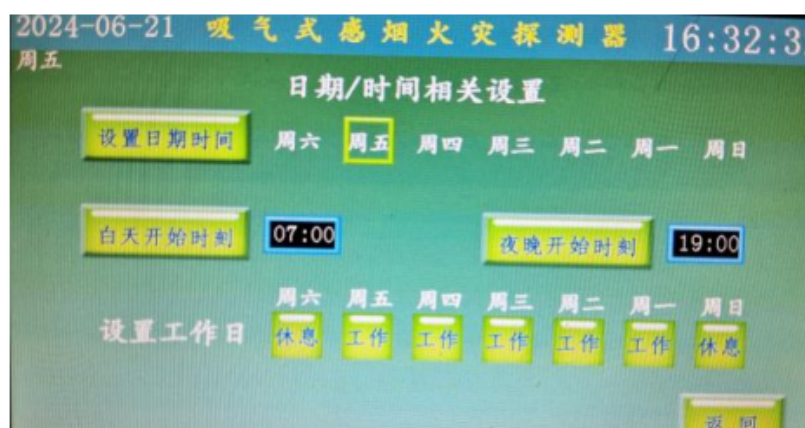 2024-06-21 吸气式感烟火灾探测器 16:32:3
周五
日期/时间相关设置
设置日期时间 周六 周五 周四 周三 周二 周一 周日
白天开始时刻 07:00 夜晚开始时刻 19:00
周六 周五 周四 周三 周二 周一 周日
设置工作日 休息 工作 工作 工作 工作 工作 休息
返回